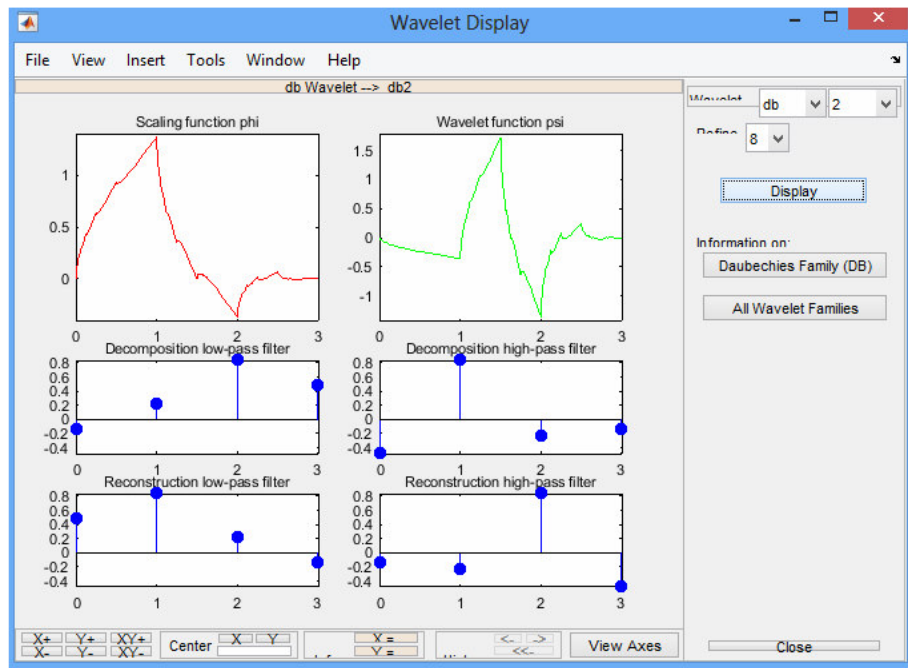 Wavelet Display
File View Insert Tools Window Help
db Wavelet --> db2
Wavelet db 2
Refine 8
Display
Information on:
Daubechies Family (DB)
All Wavelet Families
Close
Scaling function phi
1
0.5
0
0 1 2 3
Wavelet function psi
1.5
1
0.5
0
-0.5
-1
0 1 2 3
Decomposition low-pass filter
0.8
0.6
0.4
0.2
0
-0.2
-0.4
0 1 2 3
Decomposition high-pass filter
0.8
0.6
0.4
0.2
0
-0.2
-0.4
0 1 2 3
Reconstruction low-pass filter
0.8
0.6
0.4
0.2
0
-0.2
-0.4
0 1 2 3
Reconstruction high-pass filter
0.8
0.6
0.4
0.2
0
-0.2
-0.4
0 1 2 3
X+ Y+ XY+
X- Y- XY-
Center X Y
X =
Y =
<- ->
<<-
View Axes